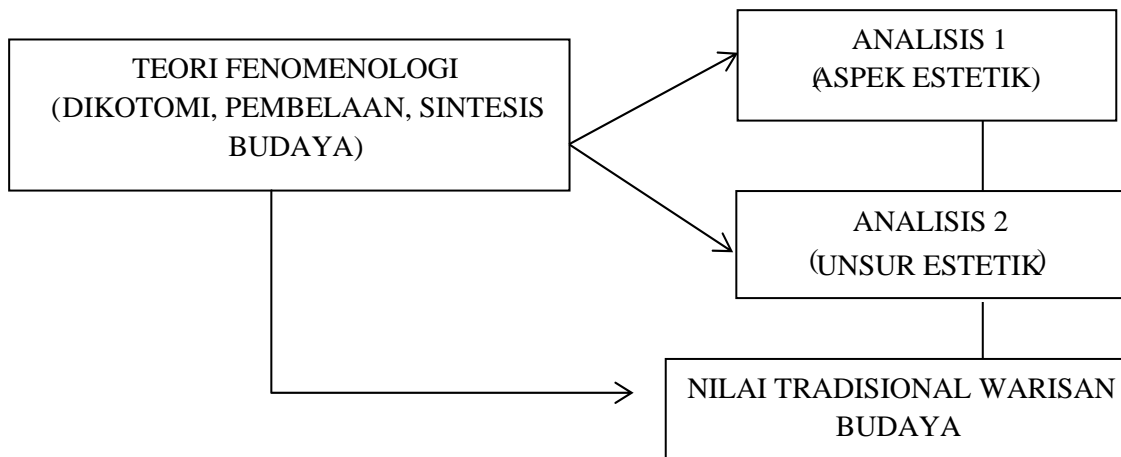 TEORI FENOMENOLOGI
(DIKOTOMI, PEMBELAAN, SINTESIS
BUDAYA)
ANALISIS 1
(ASPEK ESTETIK)
ANALISIS 2
(UNSUR ESTETIK)
NILAI TRADISIONAL WARISAN
BUDAYA